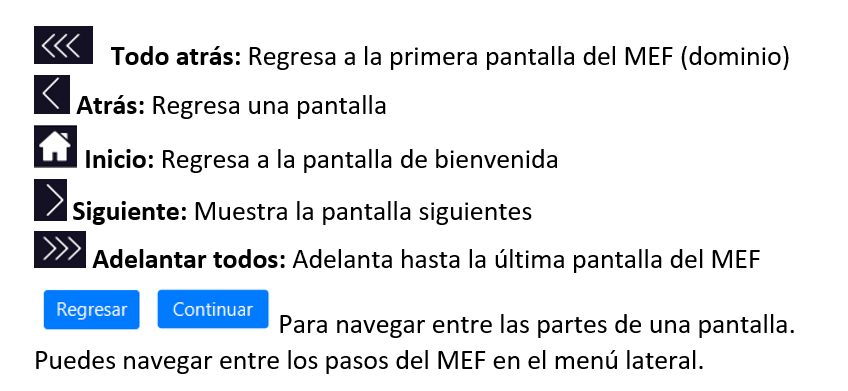 Todo atrás: Regresa a la primera pantalla del MEF (dominio)
Atrás: Regresa una pantalla
Inicio: Regresa a la pantalla de bienvenida
Siguiente: Muestra la pantalla siguientes
Adelantar todos: Adelanta hasta la última pantalla del MEF
Regresar Continuar Para navegar entre las partes de una pantalla.
Puedes navegar entre los pasos del MEF en el menú lateral.